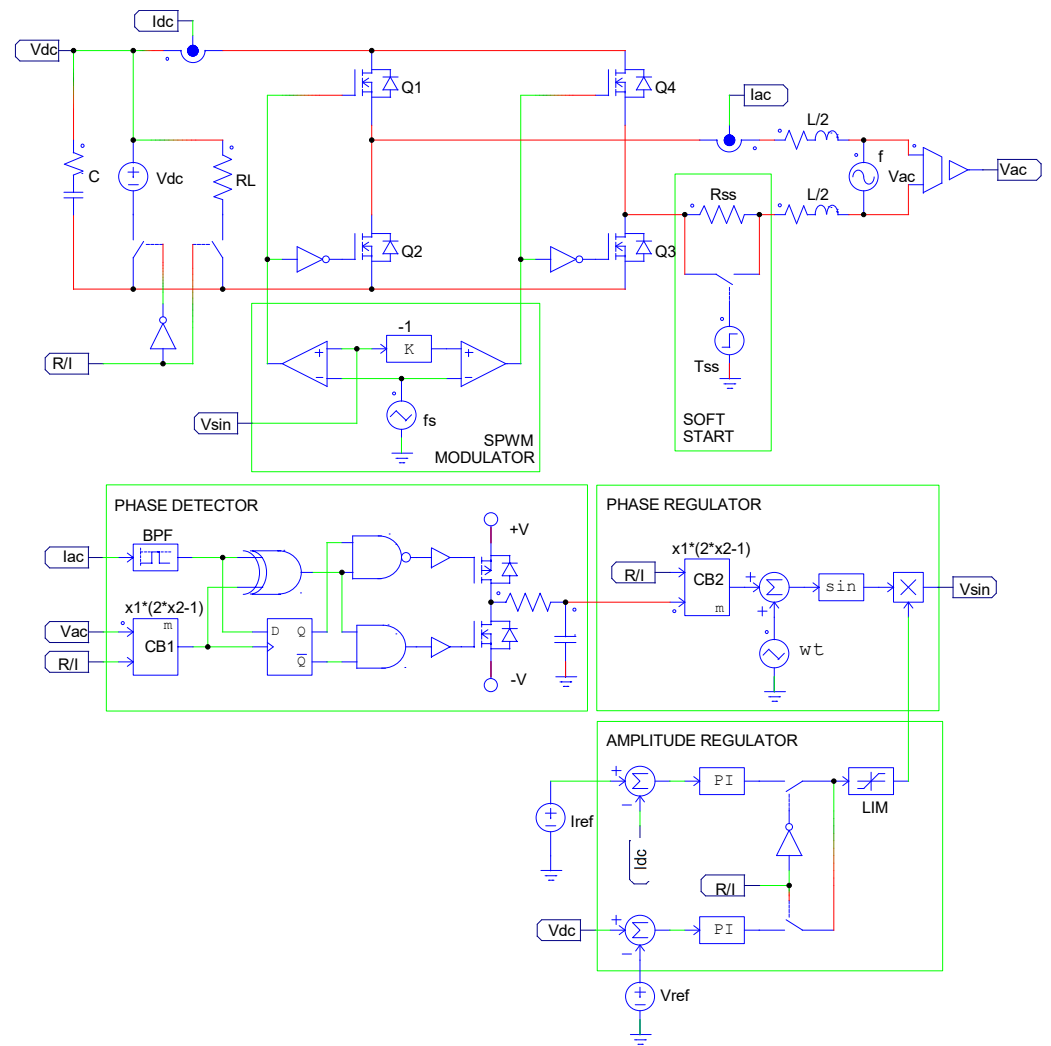 Idc
Vdc
Q1
Q4
Iac
L/2
f
Vac
Vac
C
Vdc
RL
Rss
L/2
Q2
Q3
-1
K
R/I
Tss
Vsin
fs
SPWM
MODULATOR
SOFT
START
PHASE DETECTOR
PHASE REGULATOR
+V
Iac
BPF
x1*(2*x2-1)
R/I
CB2
m
sin
Vsin
x1*(2*x2-1)
Vac
m
CB1
R/I
D
Q
Q
wt
-V
AMPLITUDE REGULATOR
PI
LIM
Iref
Idc
R/I
Vdc
PI
Vref